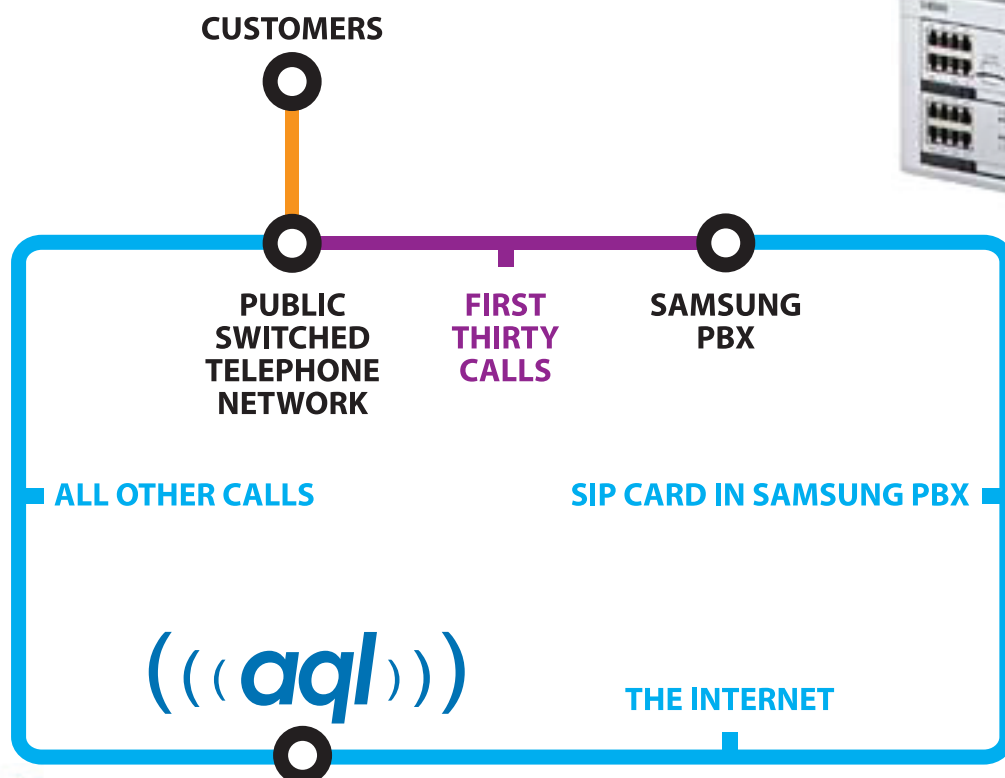 CUSTOMERS
PUBLIC
SWITCHED
TELEPHONE
NETWORK
FIRST
THIRTY
CALLS
SAMSUNG
PBX
ALL OTHER CALLS
SIP CARD IN SAMSUNG PBX
(((aql)))
THE INTERNET